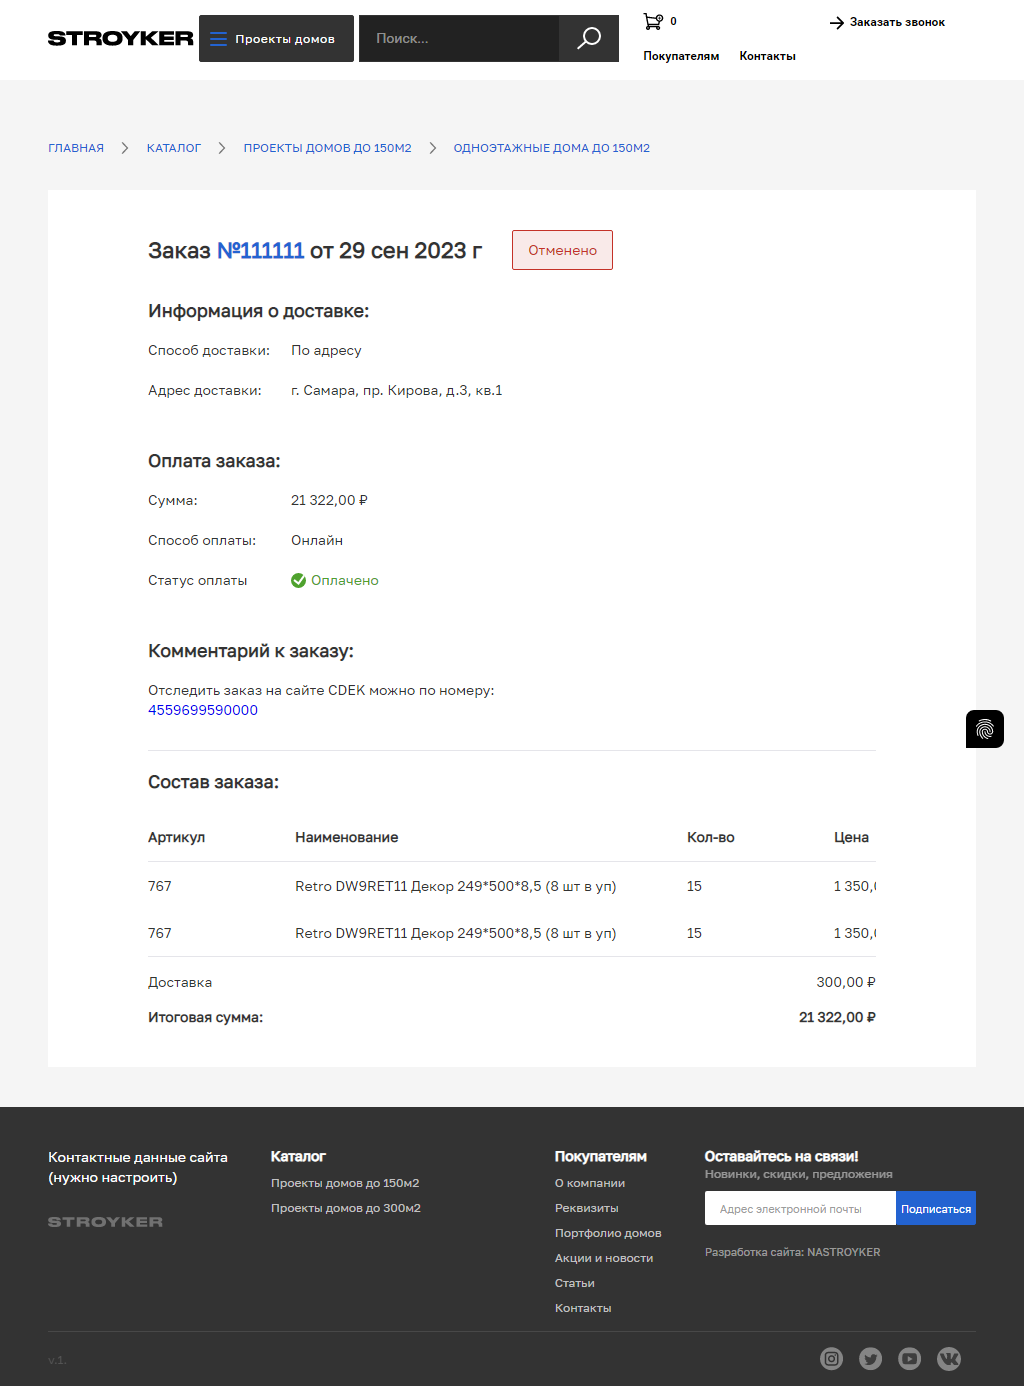 STROYKER
Проекты домов
Поиск...
0
Заказать звонок
Покупателям Контакты
ГЛАВНАЯ КАТАЛОГ ПРОЕКТЫ ДОМОВ ДО 150М2 ОДНОЭТАЖНЫЕ ДОМА ДО 150М2
Заказ №111111 от 29 сен 2023 г Отменено
Информация о доставке:
Способ доставки: По адресу
Адрес доставки: г. Самара, пр. Кирова, д.3, кв.1
Оплата заказа:
Сумма: 21 322,00 ₽
Способ оплаты: Онлайн
Статус оплаты Оплачено
Комментарий к заказу:
Отследить заказ на сайте CDEK можно по номеру:
4559699590000
Состав заказа:
Артикул Наименование Кол-во Цена
767 Retro DW9RET11 Декор 249*500*8,5 (8 шт в уп) 15 1 350,
767 Retro DW9RET11 Декор 249*500*8,5 (8 шт в уп) 15 1 350,
Доставка 300,00 ₽
Итоговая сумма: 21 322,00 ₽
Контактные данные сайта
(нужно настроить)
STROYKER
Каталог
Проекты домов до 150м2
Проекты домов до 300м2
Покупателям
О компании
Реквизиты
Портфолио домов
Акции и новости
Статьи
Контакты
Оставайтесь на связи!
Новинки, скидки, предложения
Адрес электронной почты Подписаться
Разработка сайта: NASTROYKER
v.1.